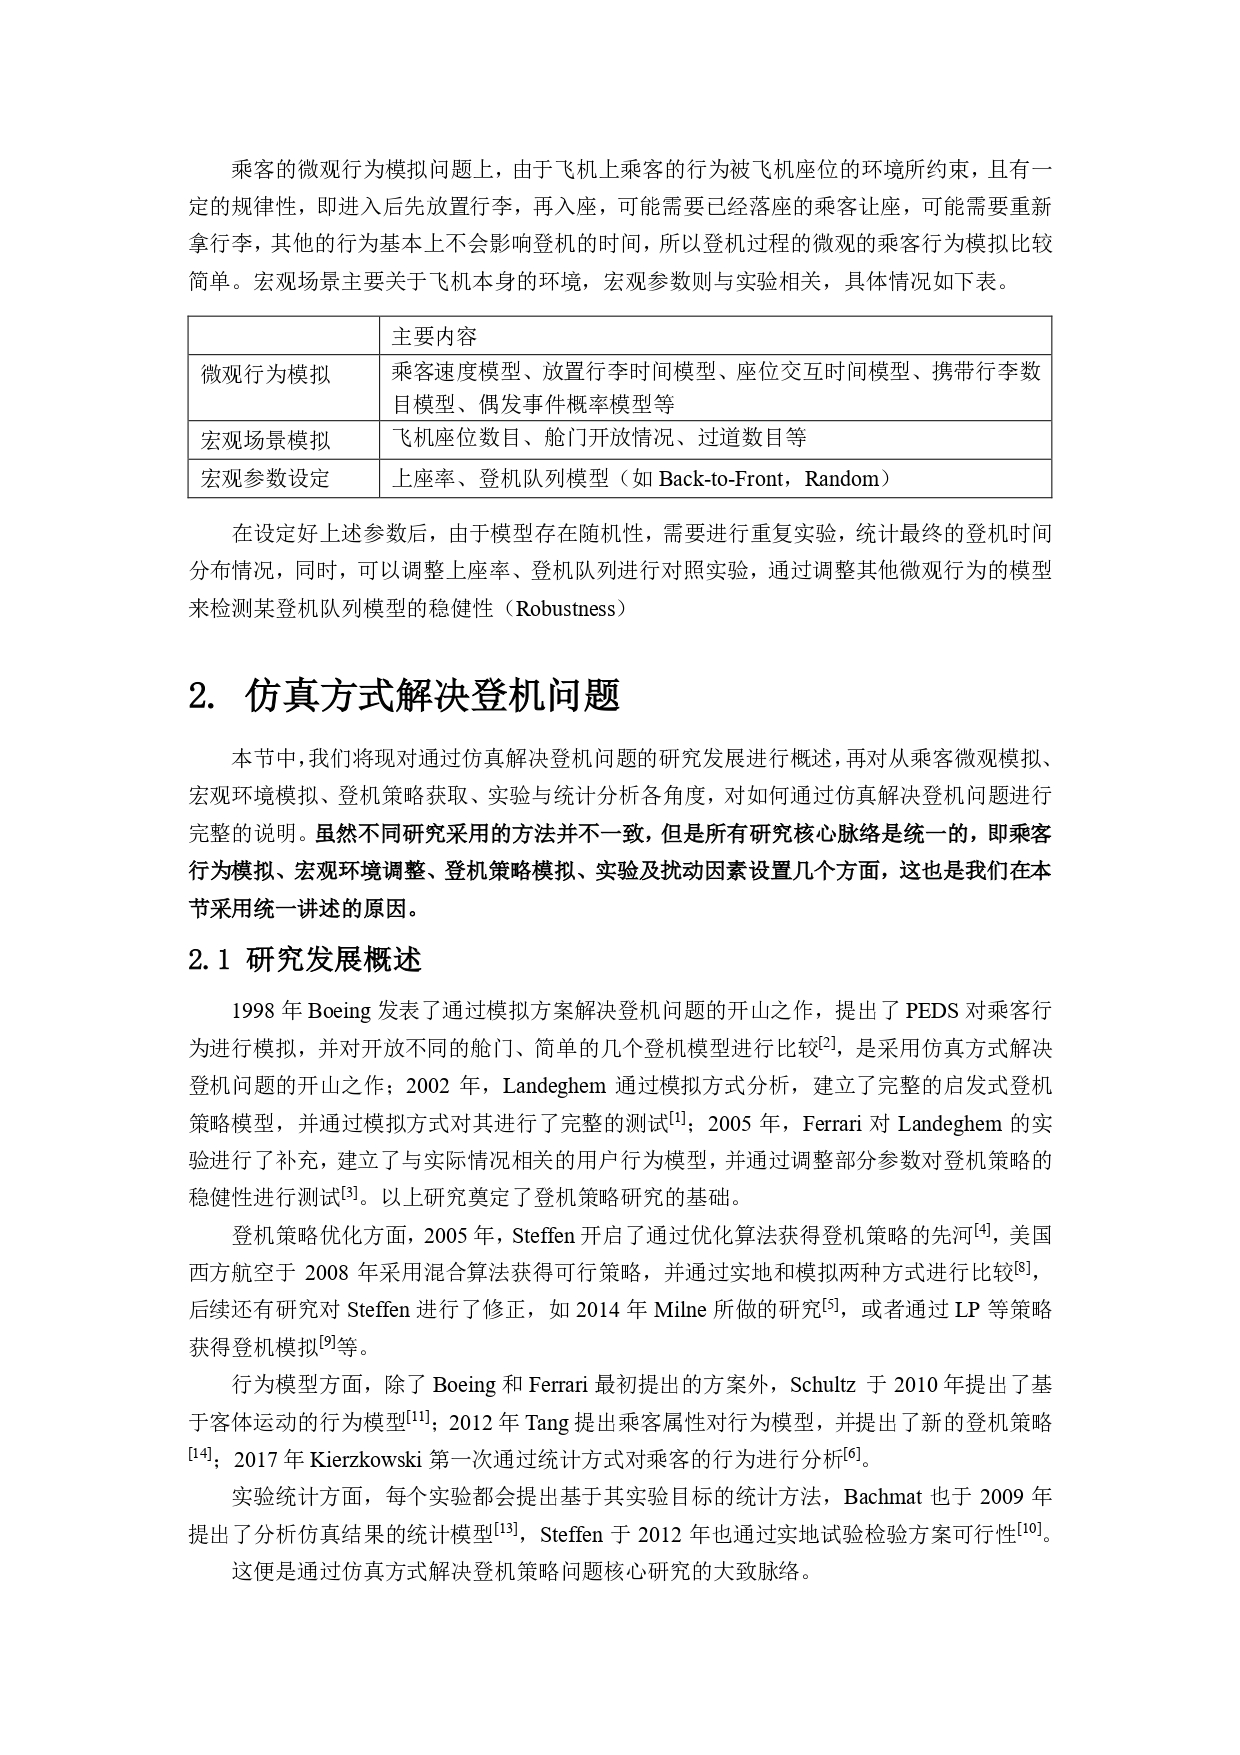 乘客的微观行为模拟问题上，由于飞机上乘客的行为被飞机座位的环境所约束，且有一
定的规律性，即进入后先放置行李，再入座，可能需要已经落座的乘客让座，可能需要重新
拿行李，其他的行为基本上不会影响登机的时间，所以登机过程的微观的乘客行为模拟比较
简单。宏观场景主要关于飞机本身的环境，宏观参数则与实验相关，具体情况如下表。
主要内容
微观行为模拟
乘客速度模型、放置行李时间模型、座位交互时间模型、携带行李数
目模型、偶发事件概率模型等
宏观场景模拟
飞机座位数目、舱门开放情况、过道数目等
宏观参数设定
上座率、登机队列模型（如 Back-to-Front，Random）
在设定好上述参数后，由于模型存在随机性，需要进行重复实验，统计最终的登机时间
分布情况，同时，可以调整上座率、登机队列进行对照实验，通过调整其他微观行为的模型
来检测某登机队列模型的稳健性（Robustness）
2. 仿真方式解决登机问题
本节中，我们将现对通过仿真解决登机问题的研究发展进行概述，再对从乘客微观模拟、
宏观环境模拟、登机策略获取、实验与统计分析各角度，对如何通过仿真解决登机问题进行
完整的说明。虽然不同研究采用的方法并不一致，但是所有研究核心脉络是统一的，即乘客
行为模拟、宏观环境调整、登机策略模拟、实验及扰动因素设置几个方面，这也是我们在本
节采用统一讲述的原因。
2.1 研究发展概述
1998 年 Boeing 发表了通过模拟方案解决登机问题的开山之作，提出了 PEDS 对乘客行
为进行模拟，并对开放不同的舱门、简单的几个登机模型进行比较[2]，是采用仿真方式解决
登机问题的开山之作；2002 年，Landeghem 通过模拟方式分析，建立了完整的启发式登机
策略模型，并通过模拟方式对其进行了完整的测试[1]；2005 年，Ferrari 对 Landeghem 的实
验进行了补充，建立了与实际情况相关的用户行为模型，并通过调整部分参数对登机策略的
稳健性进行测试[3]。以上研究奠定了登机策略研究的基础。
登机策略优化方面，2005 年，Steffen 开启了通过优化算法获得登机策略的先河[4]，美国
西方航空于 2008 年采用混合算法获得可行策略，并通过实地和模拟两种方式进行比较[8]，
后续还有研究对 Steffen 进行了修正，如 2014 年 Milne 所做的研究[5]，或者通过 LP 等策略
获得登机模拟[9]等。
行为模型方面，除了 Boeing 和 Ferrari 最初提出的方案外，Schultz 于 2010 年提出了基
于客体运动的行为模型[11]；2012 年 Tang 提出乘客属性对行为模型，并提出了新的登机策略
[14]；2017 年 Kierzkowski 第一次通过统计方式对乘客的行为进行分析[6]。
实验统计方面，每个实验都会提出基于其实验目标的统计方法，Bachmat 也于 2009 年
提出了分析仿真结果的统计模型[13]，Steffen 于 2012 年也通过实地试验检验方案可行性[10]。
这便是通过仿真方式解决登机策略问题核心研究的大致脉络。